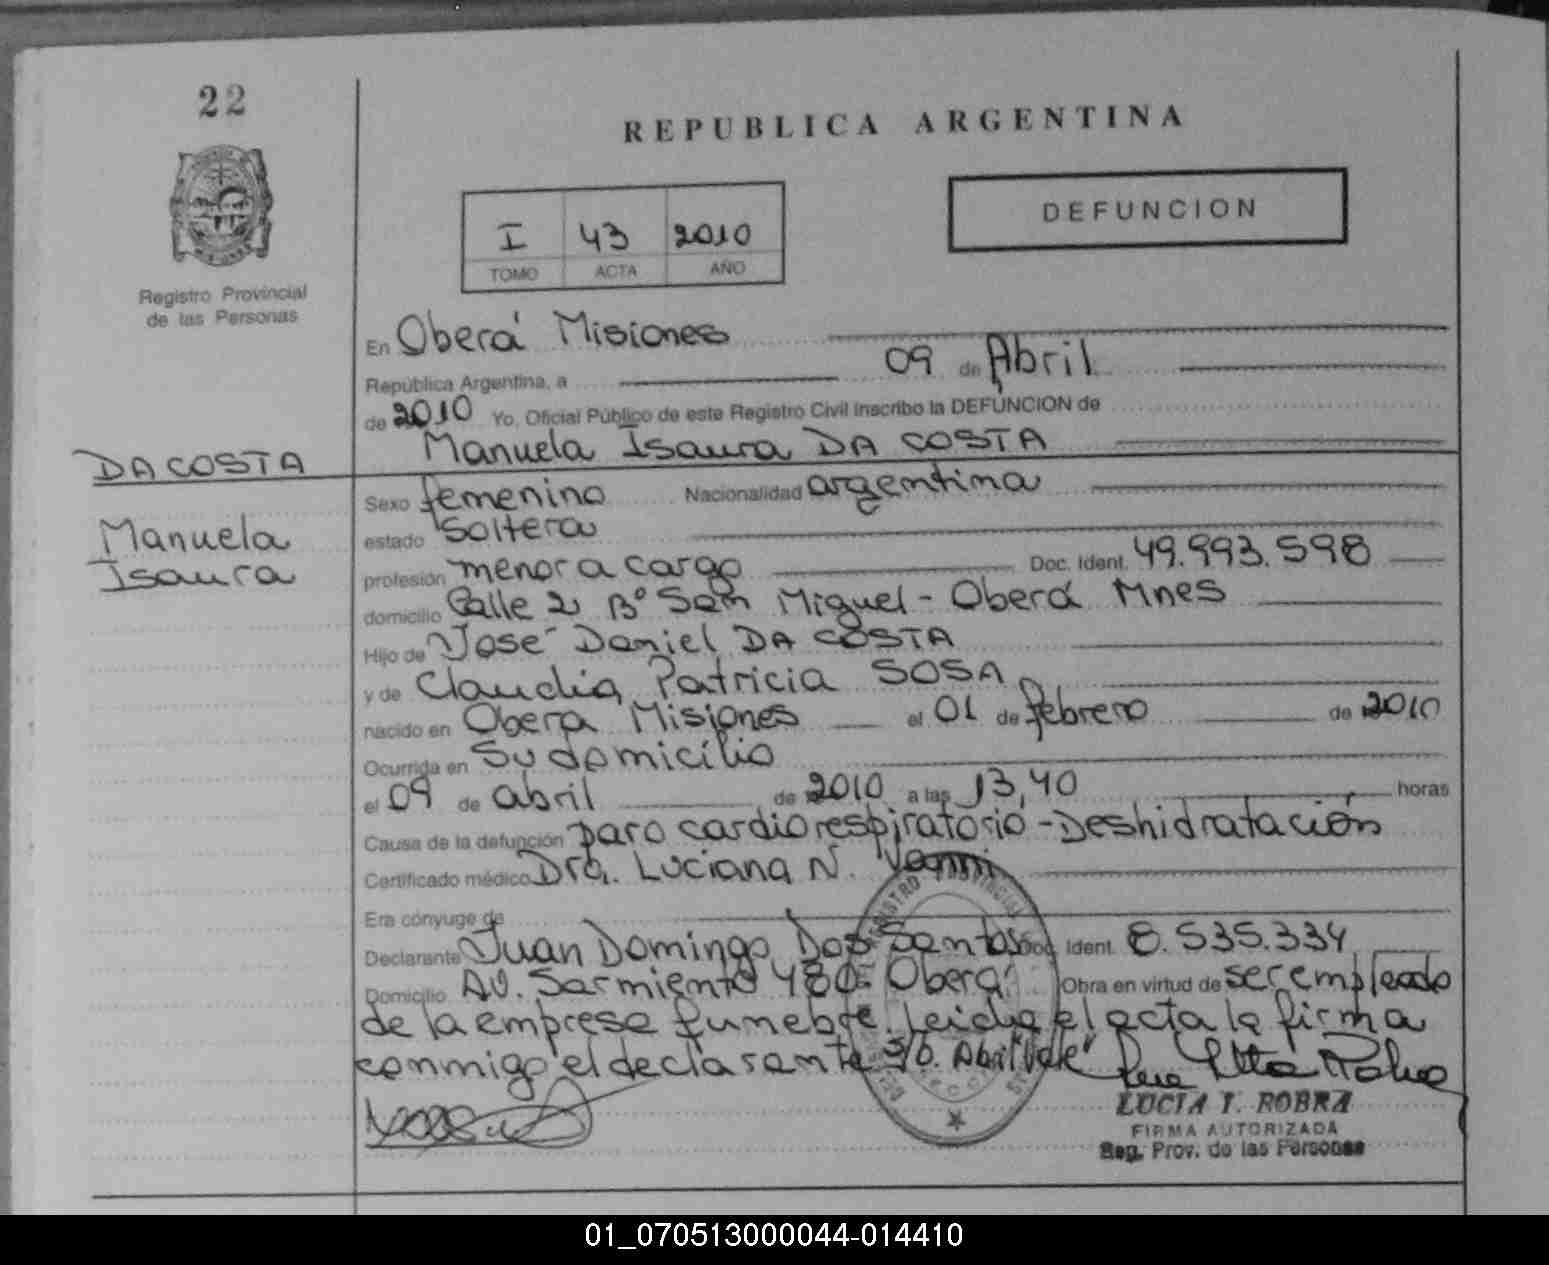 22
REPUBLICA ARGENTINA
DEFUNCION
I 43 2010
TOMO ACTA AÑO
Registro Provincial
de las Personas
En Oberá Misiones
República Argentina, a 09 de Abril
de 2010 Yo, Oficial Público de este Registro Civil inscribo la DEFUNCION de
Manuela Isaura DA COSTA
DA COSTA
Manuela
Isaura
Sexo femenino Nacionalidad argentina
estado soltera
profesión menor a cargo Doc. Ident. 49.993.598
domicilio Calle 2 Bº San Miguel - Oberá Mnes
Hijo de José Daniel DA COSTA
y de Claudia Patricia SOSA
nacido en Oberá Misiones el 01 de febrero de 2010
Ocurrida en Su domicilio
el 09 de abril de 2010 a las 13,40 horas
Causa de la defunción paro cardiorespiratorio - Deshidratación
Certificado médico Dra. Luciana N.
Era cónyuge de
Declarante Juan Domingo Dos Santos Doc. Ident. 8.535.334
Domicilio Av. Sarmiento 480. Oberá Obra en virtud de ser empleado
de la empresa funebre. Leida el acta la firma
conmigo el declarante S/b. Abril "Vale"
LUCIA I. ROBRA
FIRMA AUTORIZADA
Reg. Prov. de las Personas
01_070513000044-014410